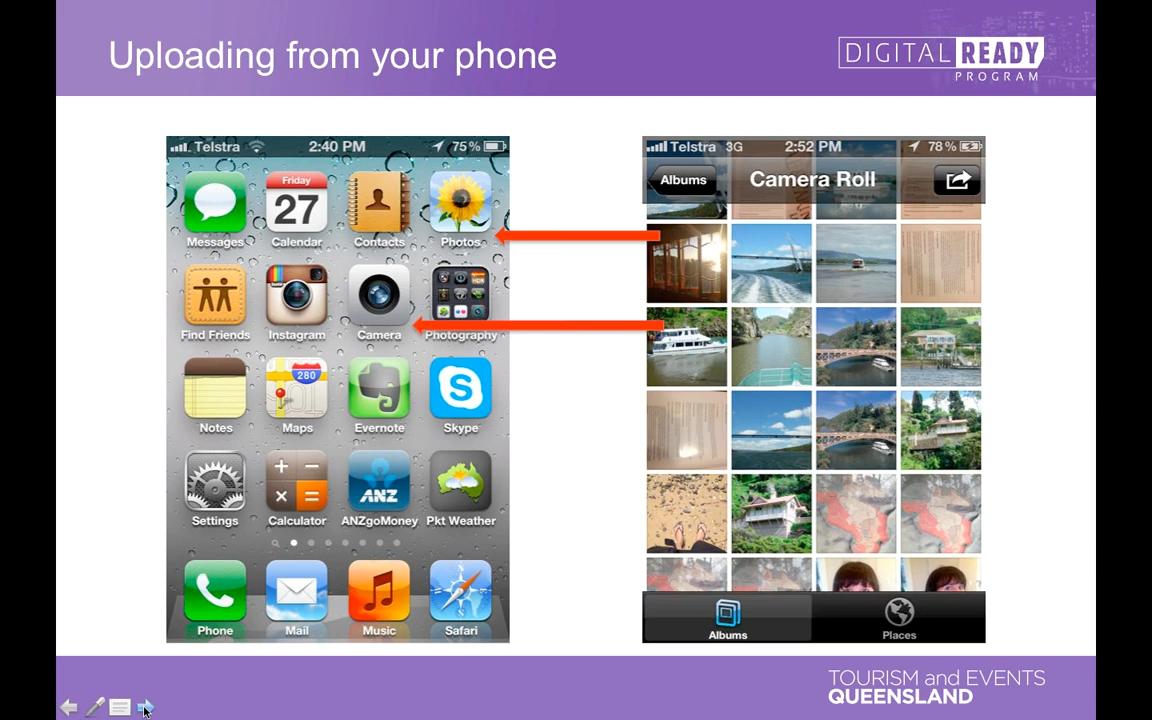 Uploading from your phone
DIGITAL READY
PROGRAM
Telstra 2:40 PM 75%
Friday
27
Messages Calendar Contacts Photos
Find Friends Instagram Camera Photography
280
Notes Maps Evernote Skype
ANZ
Settings Calculator ANZgoMoney Pkt Weather
Phone Mail Music Safari
Telstra 3G 2:52 PM 78%
Albums Camera Roll
Albums Places
TOURISM and EVENTS
QUEENSLAND